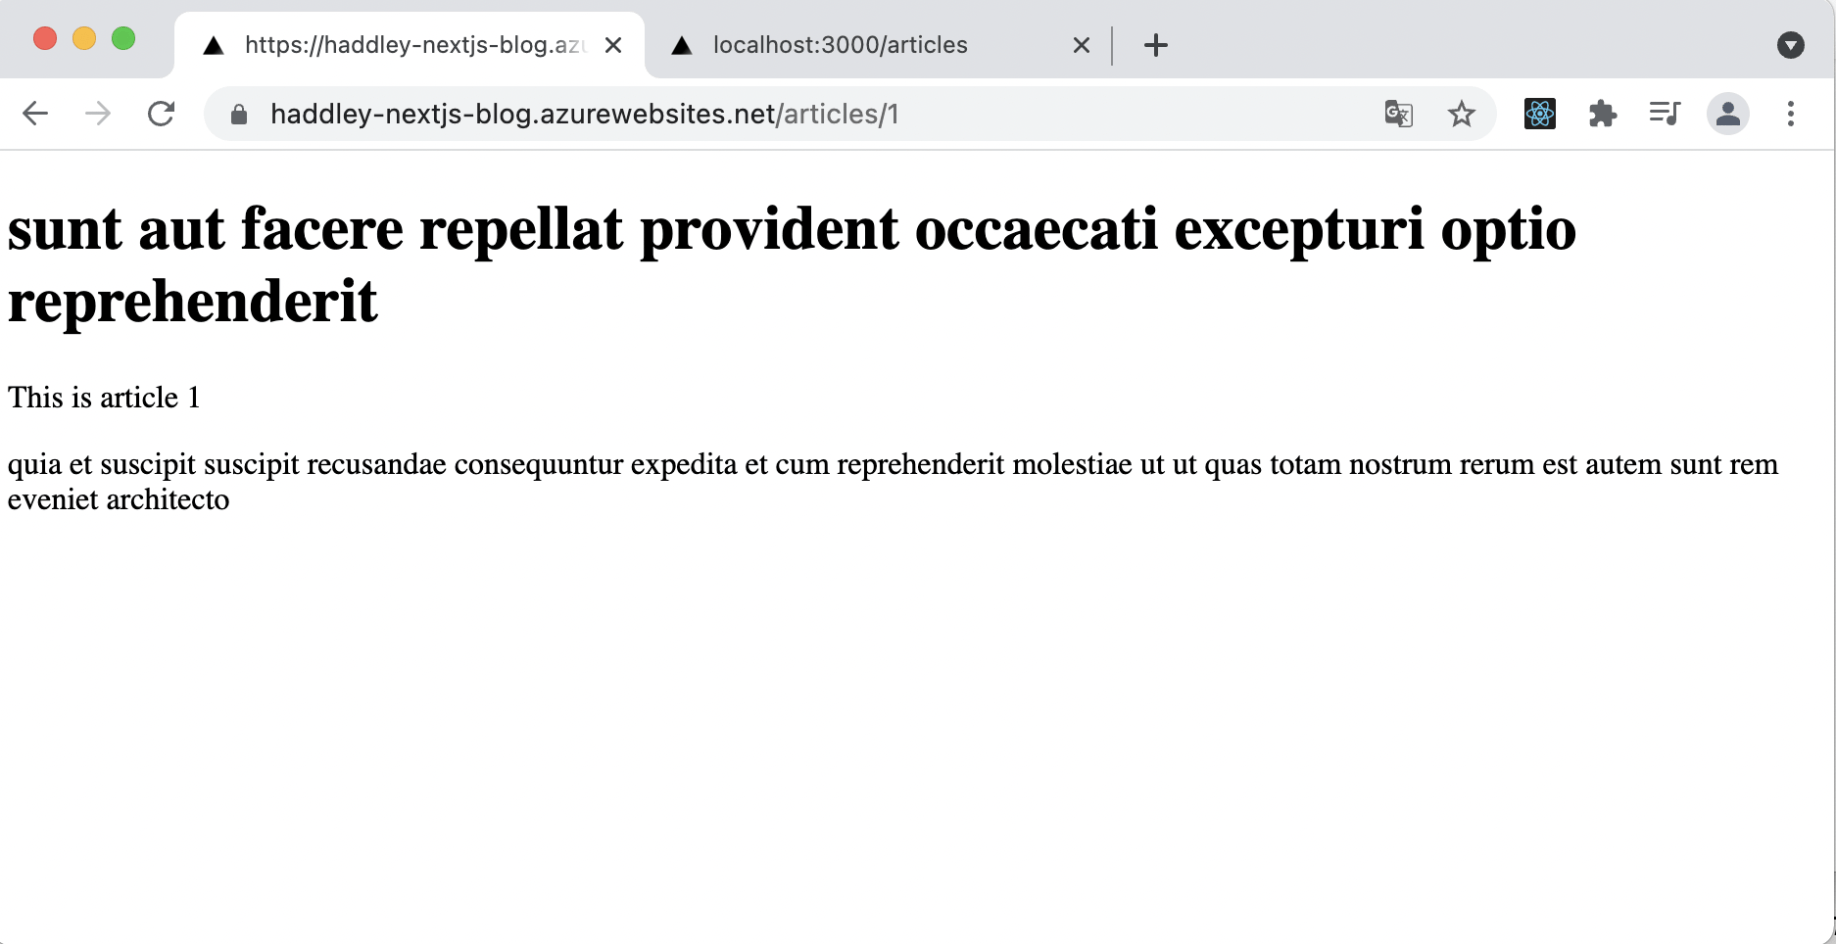 https://haddley-nextjs-blog.azu
localhost:3000/articles
haddley-nextjs-blog.azurewebsites.net/articles/1
sunt aut facere repellat provident occaecati excepturi optio
reprehenderit
This is article 1
quia et suscipit suscipit recusandae consequuntur expedita et cum reprehenderit molestiae ut ut quas totam nostrum rerum est autem sunt rem
eveniet architecto